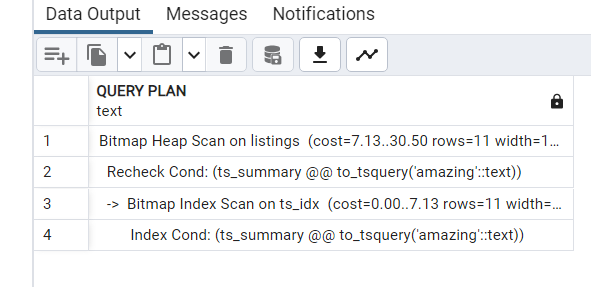 Data Output Messages Notifications
QUERY PLAN
text
1 Bitmap Heap Scan on listings (cost=7.13..30.50 rows=11 width=1...
2 Recheck Cond: (ts_summary @@ to_tsquery('amazing'::text))
3 -> Bitmap Index Scan on ts_idx (cost=0.00..7.13 rows=11 width=...
4 Index Cond: (ts_summary @@ to_tsquery('amazing'::text))